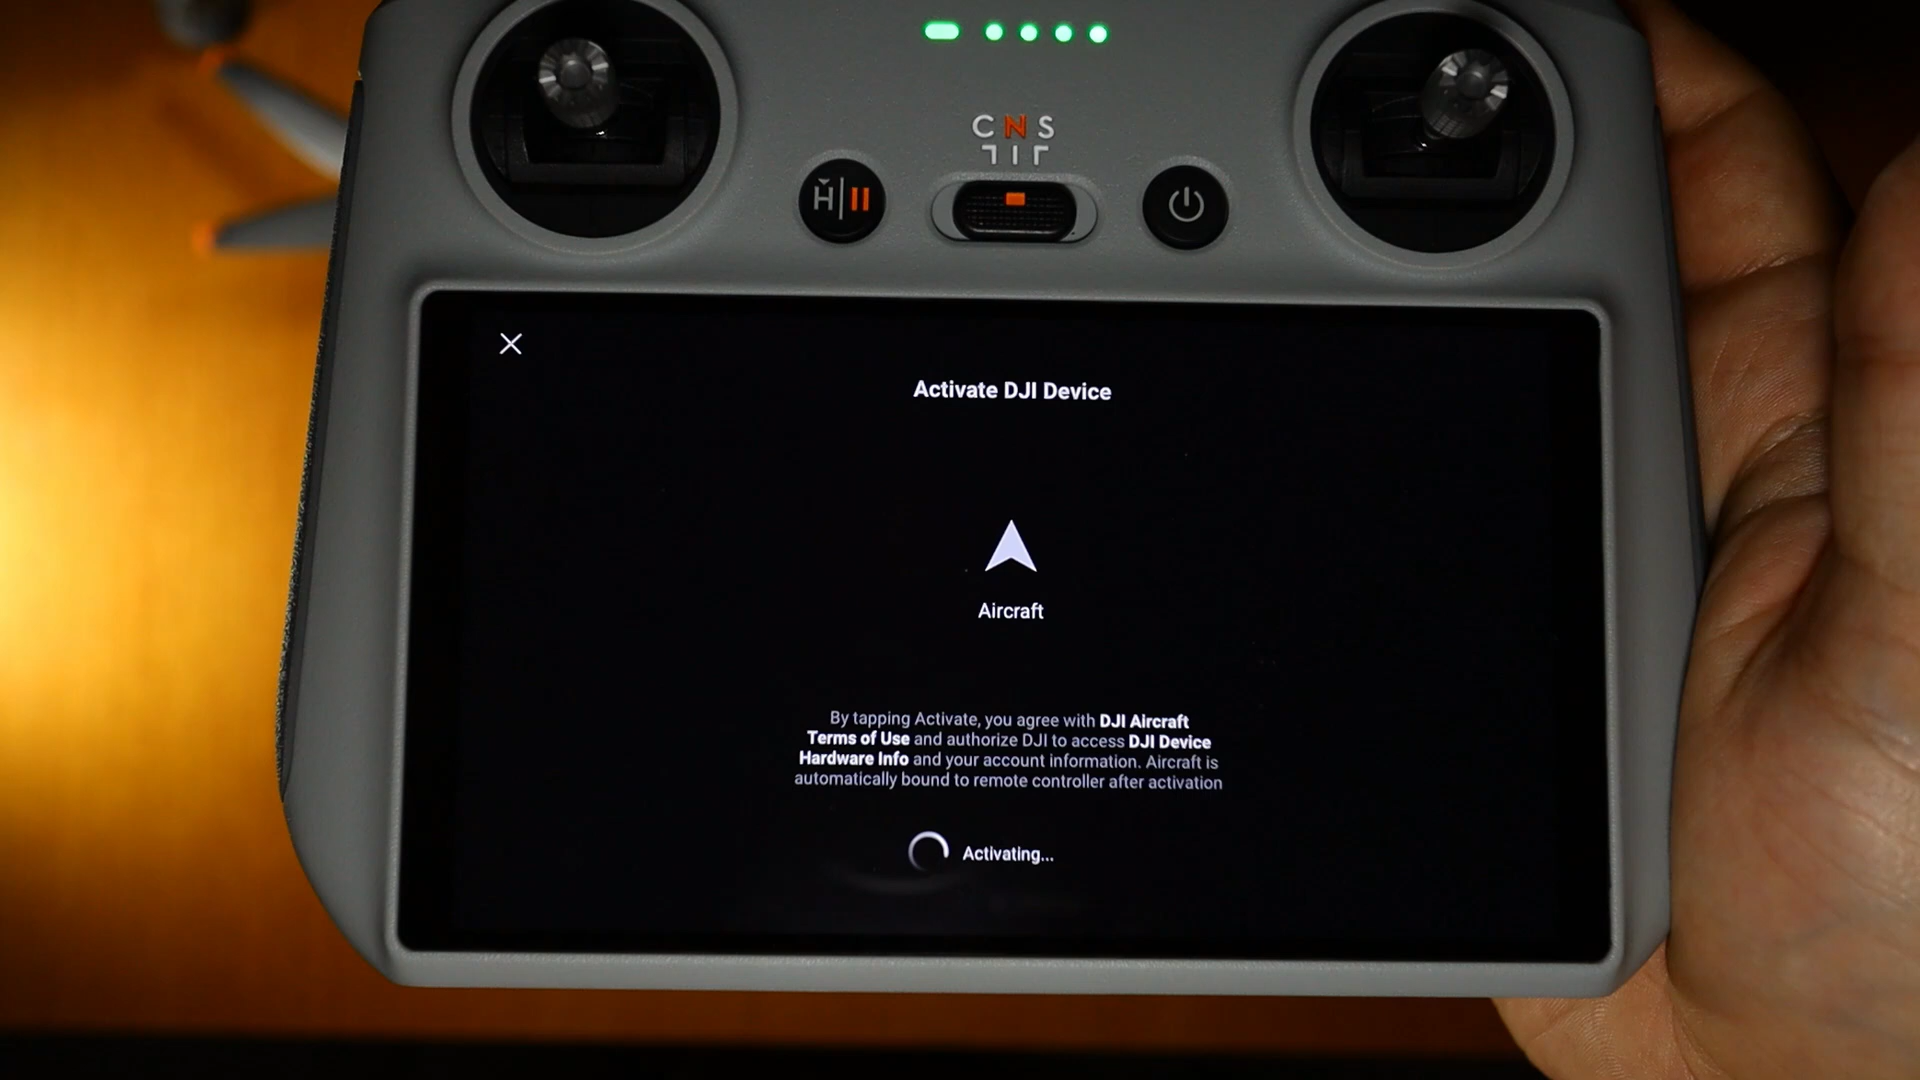 C N S
H
Activate DJI Device
Aircraft
By tapping Activate, you agree with DJI Aircraft
Terms of Use and authorize DJI to access DJI Device
Hardware Info and your account information. Aircraft is
automatically bound to remote controller after activation
Activating...